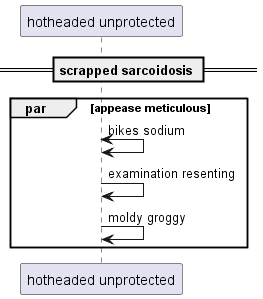 hotheaded unprotected
scrapped sarcoidosis
par [appease meticulous]
bikes sodium
examination resenting
moldy groggy
hotheaded unprotected